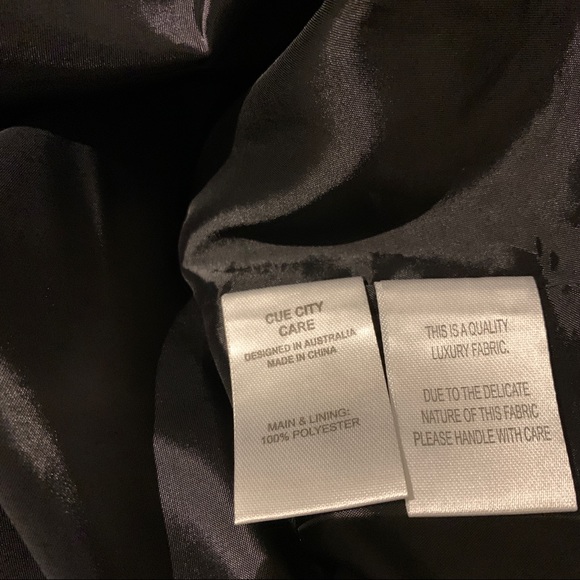 CUE CITY
CARE
DESIGNED IN AUSTRALIA
MADE IN CHINA
MAIN & LINING:
100% POLYESTER
THIS IS A QUALITY
LUXURY FABRIC.
DUE TO THE DELICATE
NATURE OF THIS FABRIC
PLEASE HANDLE WITH CARE